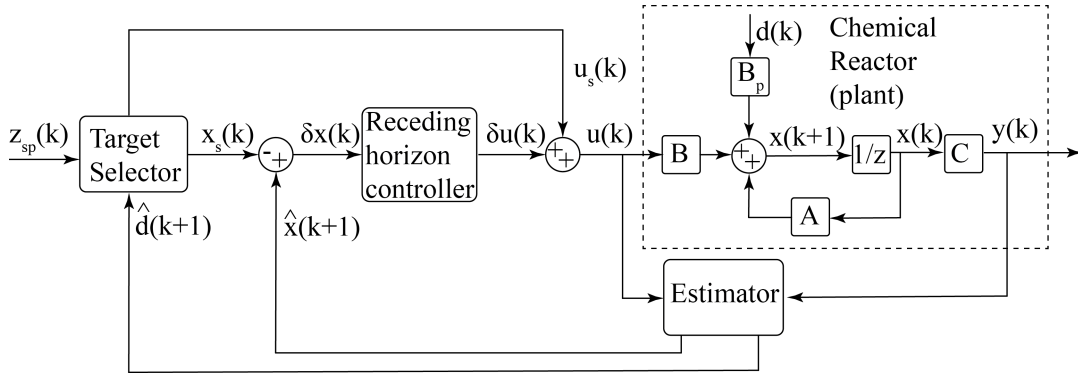 d(k)
Chemical
Reactor
(plant)
B_p
u_s(k)
z_sp(k)
Target
Selector
x_s(k)
- +
δx(k)
Receding
horizon
controller
δu(k)
+ +
u(k)
B
+ +
x(k+1)
1/z
x(k)
C
y(k)
A
d̂(k+1)
x̂(k+1)
Estimator